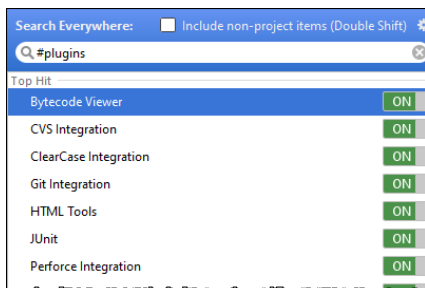 Search Everywhere: Include non-project items (Double Shift)
#plugins
Top Hit
Bytecode Viewer ON
CVS Integration ON
ClearCase Integration ON
Git Integration ON
HTML Tools ON
JUnit ON
Perforce Integration ON